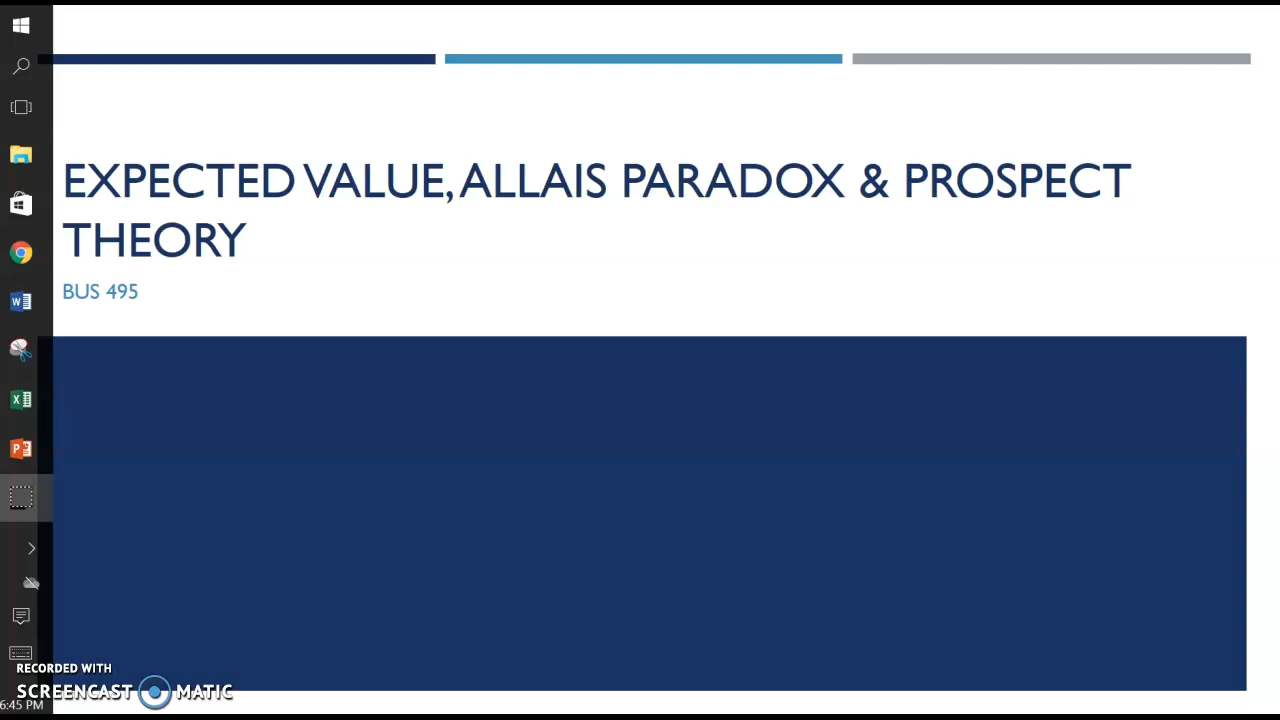 EXPECTED VALUE, ALLAIS PARADOX & PROSPECT
THEORY
BUS 495
RECORDED WITH
SCREENCAST MATIC
6:45 PM